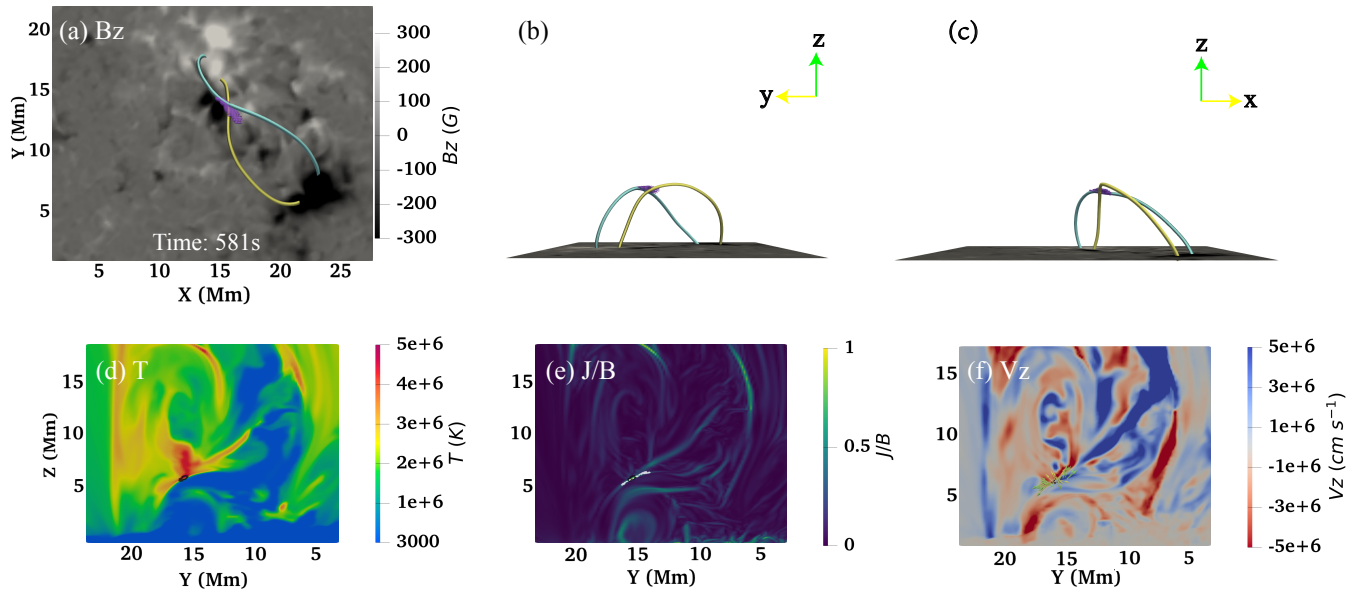 (a) Bz
20
15
10
5
Y (Mm)
Time: 581s
5
10
15
20
25
X (Mm)
300
200
100
0
-100
-200
-300
Bz (G)
(b)
z
y
(c)
z
x
(d) T
15
10
5
Z (Mm)
20
15
10
5
Y (Mm)
5e+6
4e+6
3e+6
2e+6
1e+6
3000
T (K)
(e) J/B
15
10
5
20
15
10
5
Y (Mm)
1
0.5
0
J/B
(f) Vz
15
10
5
20
15
10
5
Y (Mm)
5e+6
3e+6
1e+6
-1e+6
-3e+6
-5e+6
Vz (cm s⁻¹)